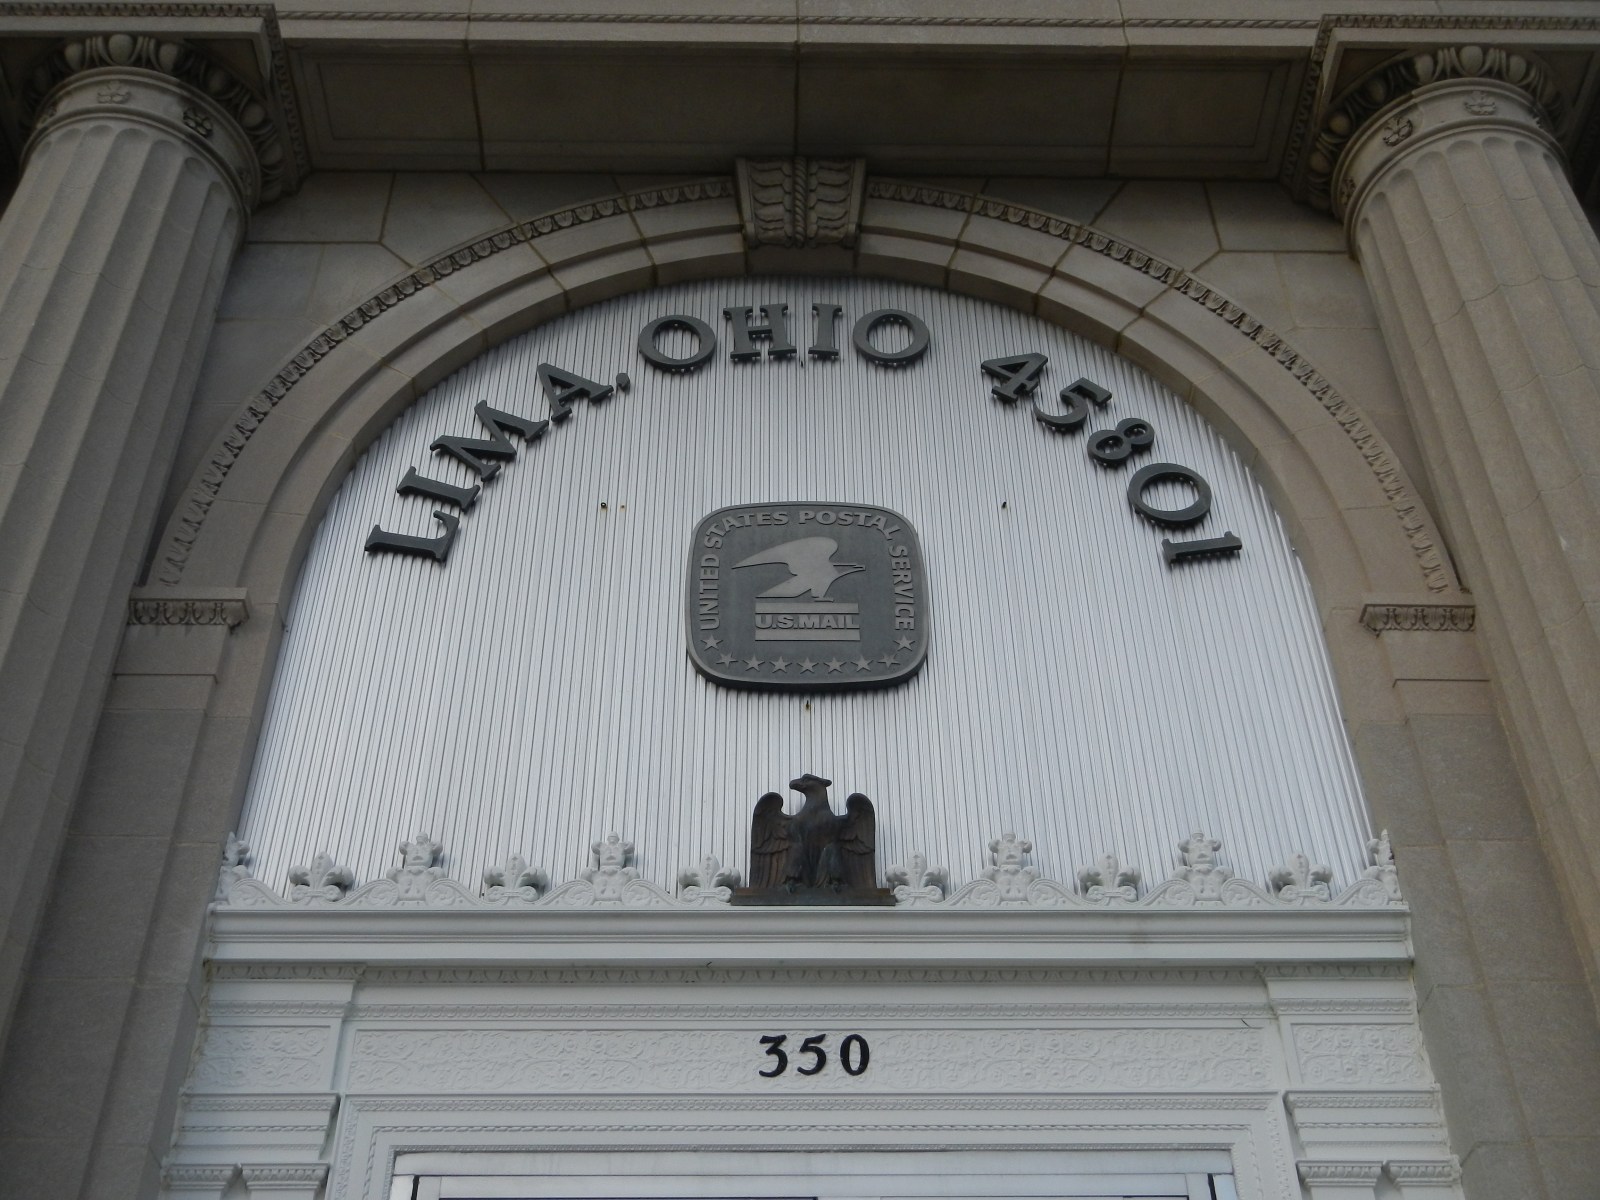 LIMA, OHIO 45801
UNITED STATES POSTAL SERVICE
U.S.MAIL
350